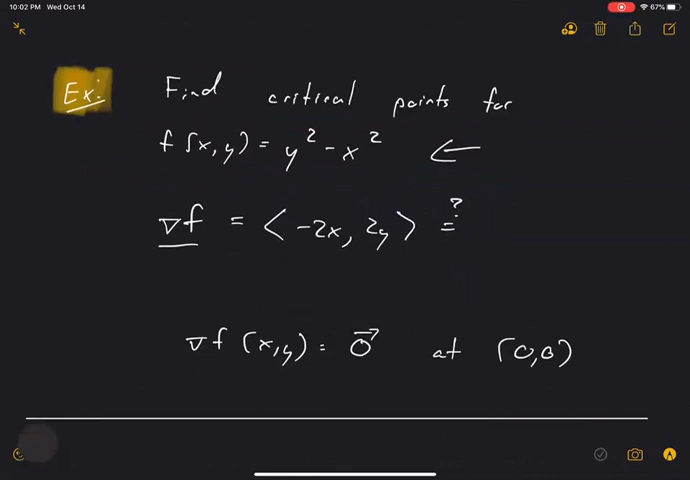 10:02 PM Wed Oct 14 67%
Ex: Find critical points for
f(x,y) = y² - x² ←
∇f = < -2x, 2y > ≟
∇f (x,y) = 0⃗ at (0,0)